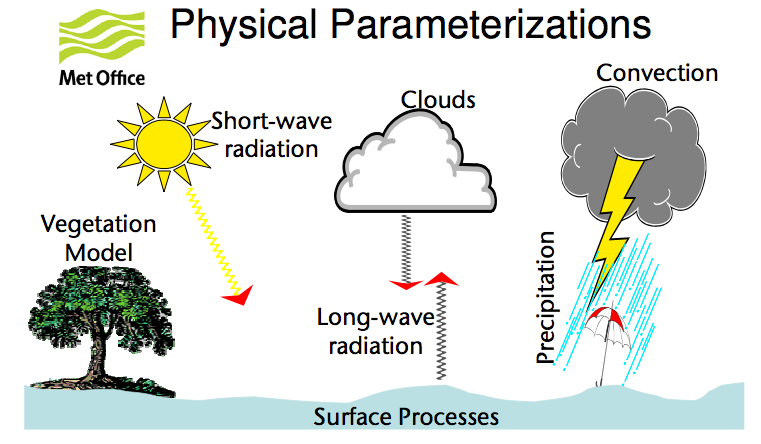 Physical Parameterizations
Met Office
Convection
Clouds
Short-wave
radiation
Vegetation
Model
Precipitation
Long-wave
radiation
Surface Processes